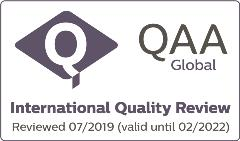 Q
QAA
Global
International Quality Review
Reviewed 07/2019 (valid until 02/2022)